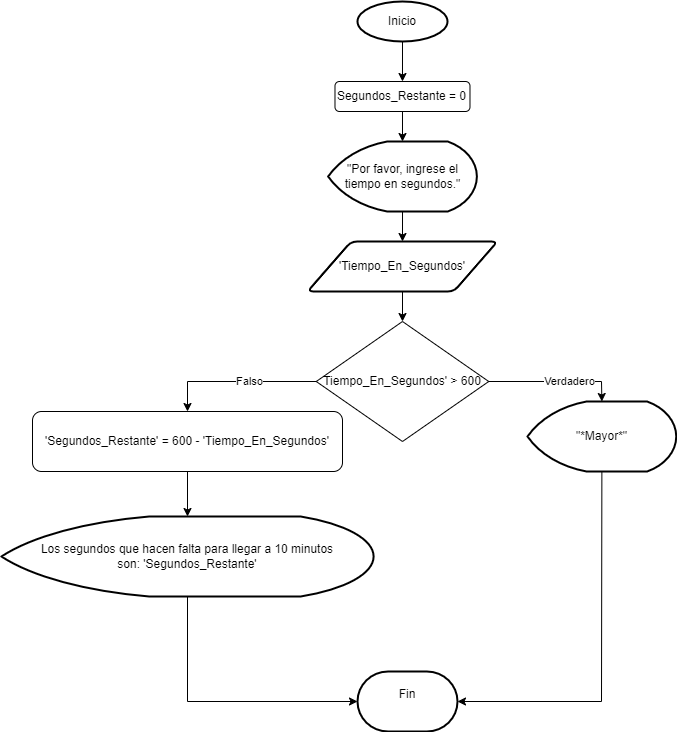 Inicio
Segundos_Restante = 0
"Por favor, ingrese el
tiempo en segundos."
'Tiempo_En_Segundos'
Tiempo_En_Segundos' > 600
Falso
Verdadero
'Segundos_Restante' = 600 - 'Tiempo_En_Segundos'
"*Mayor*"
Los segundos que hacen falta para llegar a 10 minutos
son: 'Segundos_Restante'
Fin